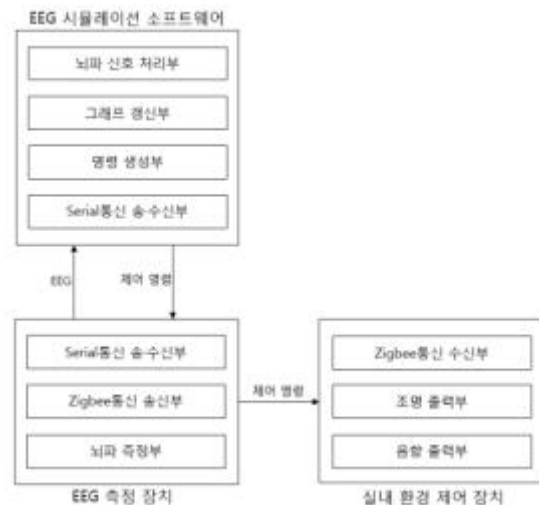 EEG 시뮬레이션 소프트웨어
뇌파 신호 처리부
그래프 갱신부
명령 생성부
Serial통신 송·수신부
EEG
제어 명령
Serial통신 송·수신부
Zigbee통신 송신부
뇌파 측정부
EEG 측정 장치
제어 명령
Zigbee통신 수신부
조명 출력부
음향 출력부
실내 환경 제어 장치